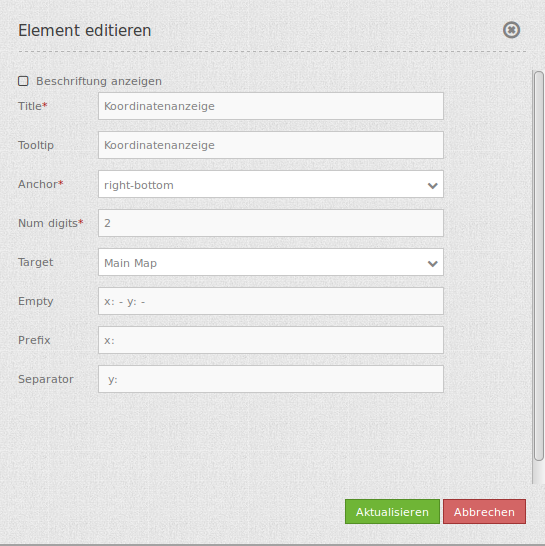 Element editieren
Beschriftung anzeigen
Title* Koordinatenanzeige
Tooltip Koordinatenanzeige
Anchor* right-bottom
Num digits* 2
Target Main Map
Empty x: - y: -
Prefix x:
Separator y:
Aktualisieren Abbrechen